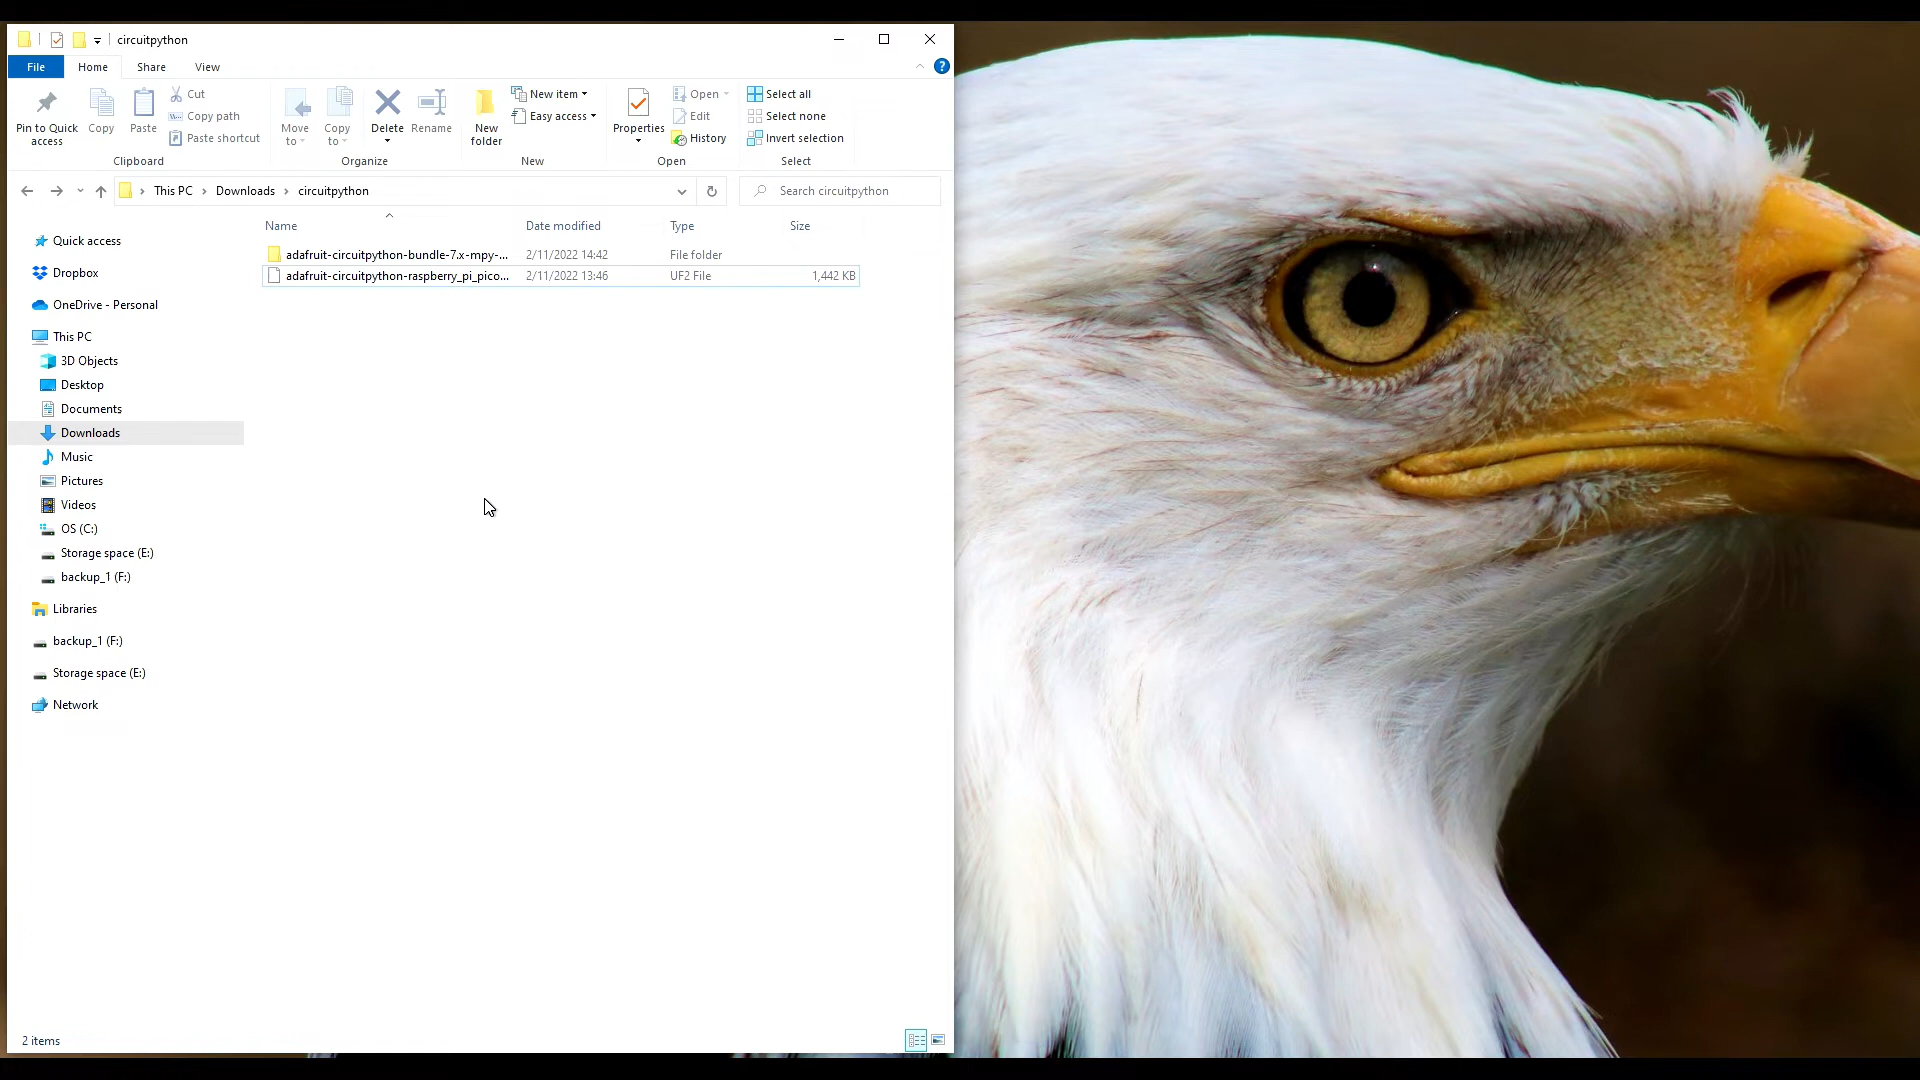 circuitpython
File Home Share View
Pin to Quick access
Copy
Paste
Cut
Copy path
Paste shortcut
Clipboard
Move to
Copy to
Delete
Rename
Organize
New folder
New item
Easy access
New
Properties
Open
Edit
History
Open
Select all
Select none
Invert selection
Select
This PC > Downloads > circuitpython
Search circuitpython
Name Date modified Type Size
adafruit-circuitpython-bundle-7.x-mpy-... 2/11/2022 14:42 File folder
adafruit-circuitpython-raspberry_pi_pico... 2/11/2022 13:46 UF2 File 1,442 KB
Quick access
Dropbox
OneDrive - Personal
This PC
3D Objects
Desktop
Documents
Downloads
Music
Pictures
Videos
OS (C:)
Storage space (E:)
backup_1 (F:)
Libraries
backup_1 (F:)
Storage space (E:)
Network
2 items